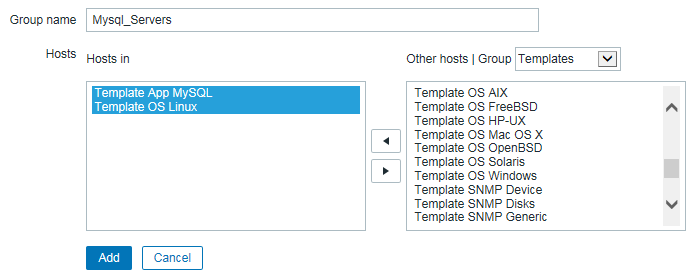 Group name Mysql_Servers
Hosts Hosts in Other hosts | Group Templates
Template App MySQL
Template OS Linux
Template OS AIX
Template OS FreeBSD
Template OS HP-UX
Template OS Mac OS X
Template OS OpenBSD
Template OS Solaris
Template OS Windows
Template SNMP Device
Template SNMP Disks
Template SNMP Generic
Add Cancel